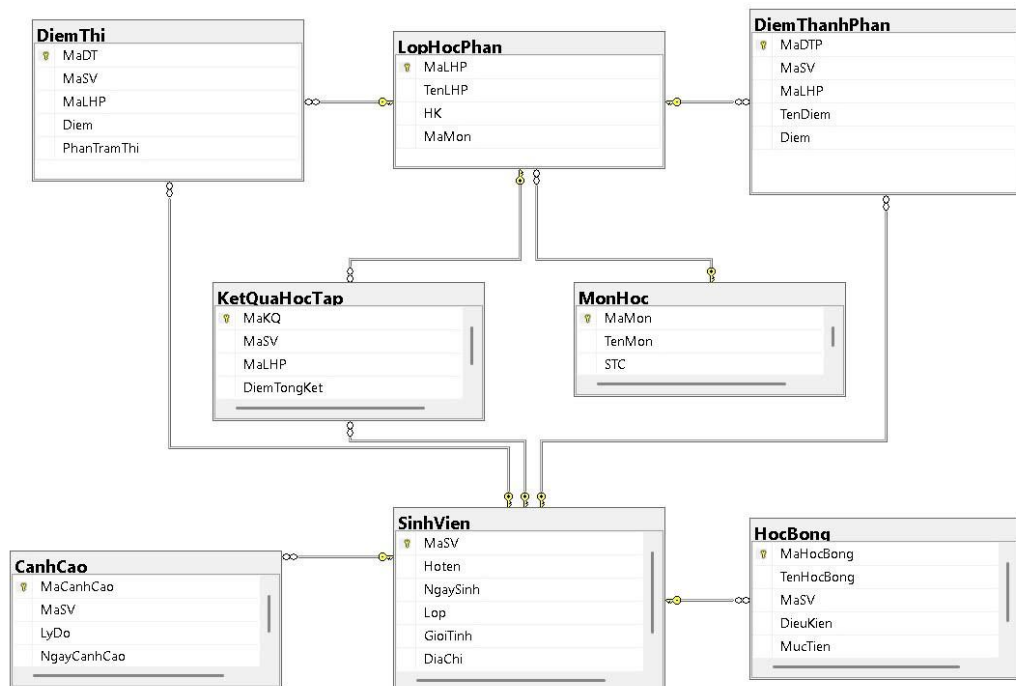 DiemThi
MaDT
MaSV
MaLHP
Diem
PhanTramThi
LopHocPhan
MaLHP
TenLHP
HK
MaMon
DiemThanhPhan
MaDTP
MaSV
MaLHP
TenDiem
Diem
KetQuaHocTap
MaKQ
MaSV
MaLHP
DiemTongKet
MonHoc
MaMon
TenMon
STC
CanhCao
MaCanhCao
MaSV
LyDo
NgayCanhCao
SinhVien
MaSV
Hoten
NgaySinh
Lop
GioiTinh
DiaChi
HocBong
MaHocBong
TenHocBong
MaSV
DieuKien
MucTien